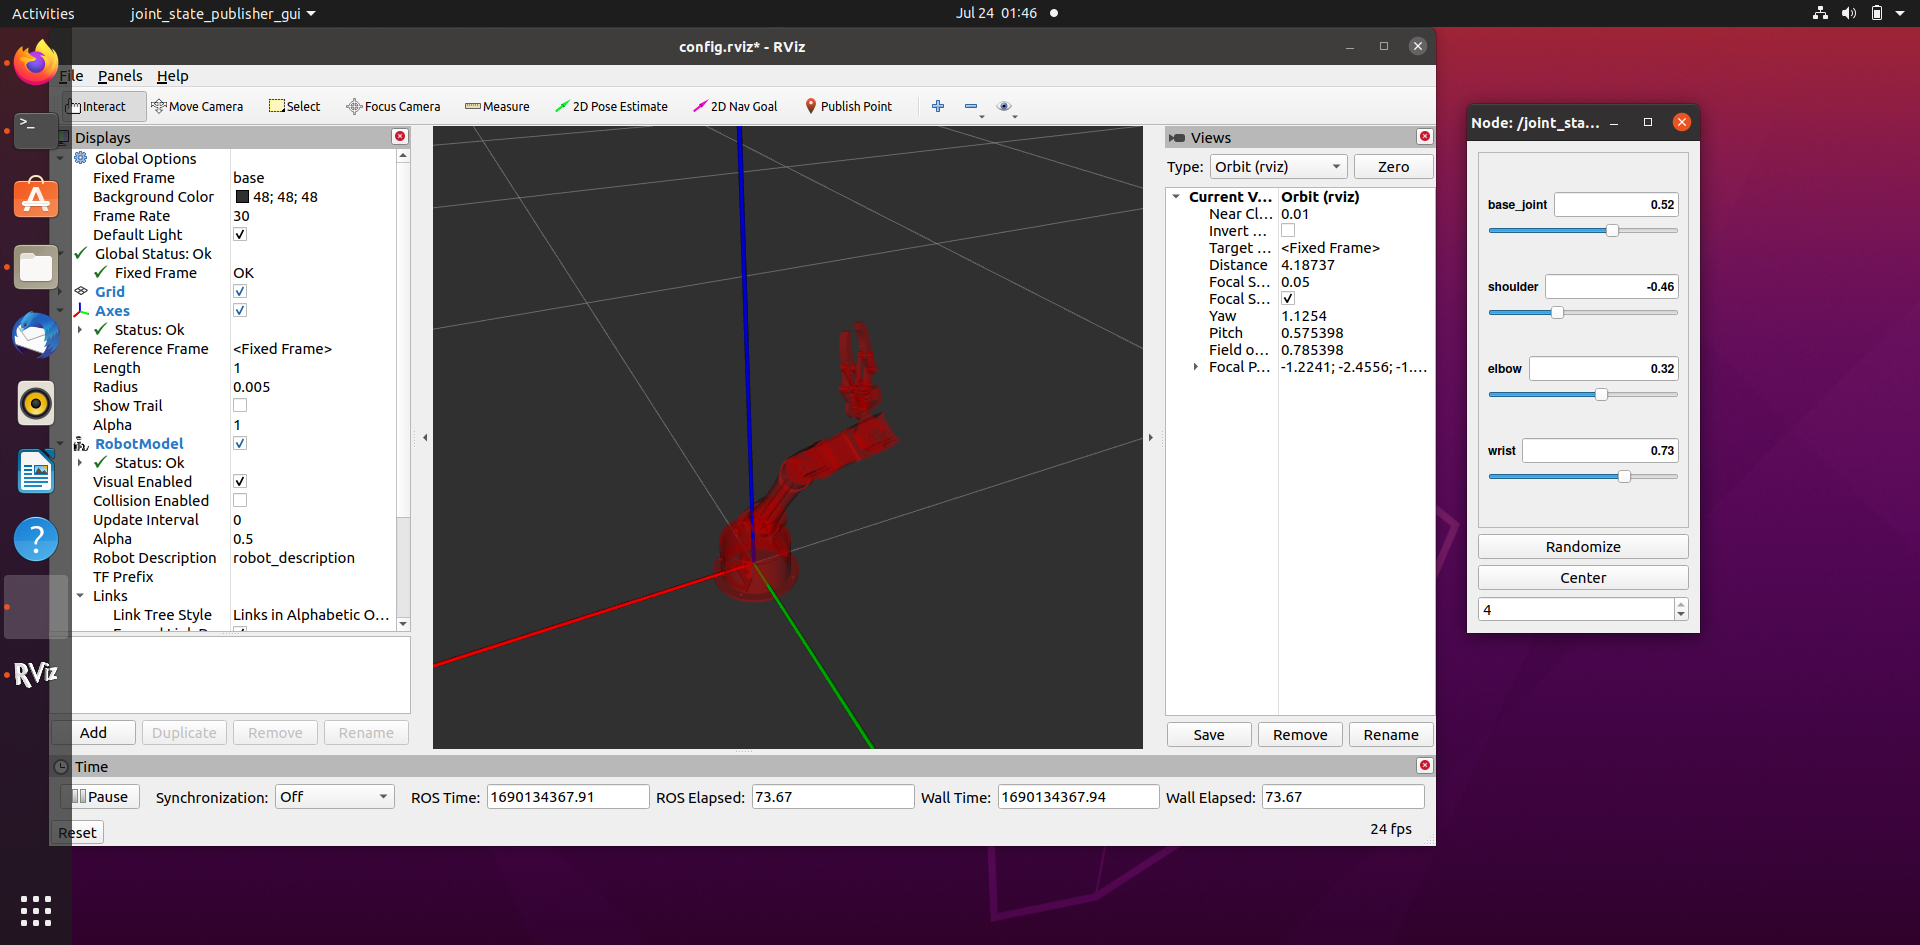 Activities
joint_state_publisher_gui
Jul 24 01:46
config.rviz* - RViz
File Panels Help
Interact Move Camera Select Focus Camera Measure 2D Pose Estimate 2D Nav Goal Publish Point
Displays
Global Options
Fixed Frame base
Background Color 48; 48; 48
Frame Rate 30
Default Light
Global Status: Ok
Fixed Frame OK
Grid
Axes
Status: Ok
Reference Frame <Fixed Frame>
Length 1
Radius 0.005
Show Trail
Alpha 1
RobotModel
Status: Ok
Visual Enabled
Collision Enabled
Update Interval 0
Alpha 0.5
Robot Description robot_description
TF Prefix
Links
Link Tree Style Links in Alphabetic O...
Add Duplicate Remove Rename
Views
Type: Orbit (rviz) Zero
Current V... Orbit (rviz)
Near Cl... 0.01
Invert ...
Target ... <Fixed Frame>
Distance 4.18737
Focal S... 0.05
Focal S...
Yaw 1.1254
Pitch 0.575398
Field o... 0.785398
Focal P... -1.2241; -2.4556; -1....
Save Remove Rename
Time
Pause Synchronization: Off ROS Time: 1690134367.91 ROS Elapsed: 73.67 Wall Time: 1690134367.94 Wall Elapsed: 73.67
Reset 24 fps
Node: /joint_sta...
base_joint 0.52
shoulder -0.46
elbow 0.32
wrist 0.73
Randomize
Center
4
>_
?
RViz